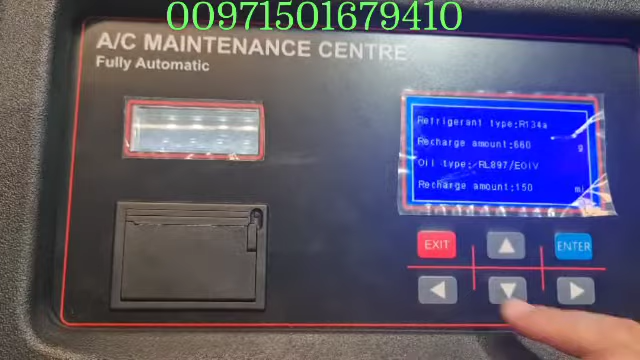 00971501679410
A/C MAINTENANCE CENTRE
Fully Automatic
Refrigerant type:R134a
Recharge amount:660 g
Oil type: RL897/EOIV
Recharge amount:150 ml
EXIT
ENTER